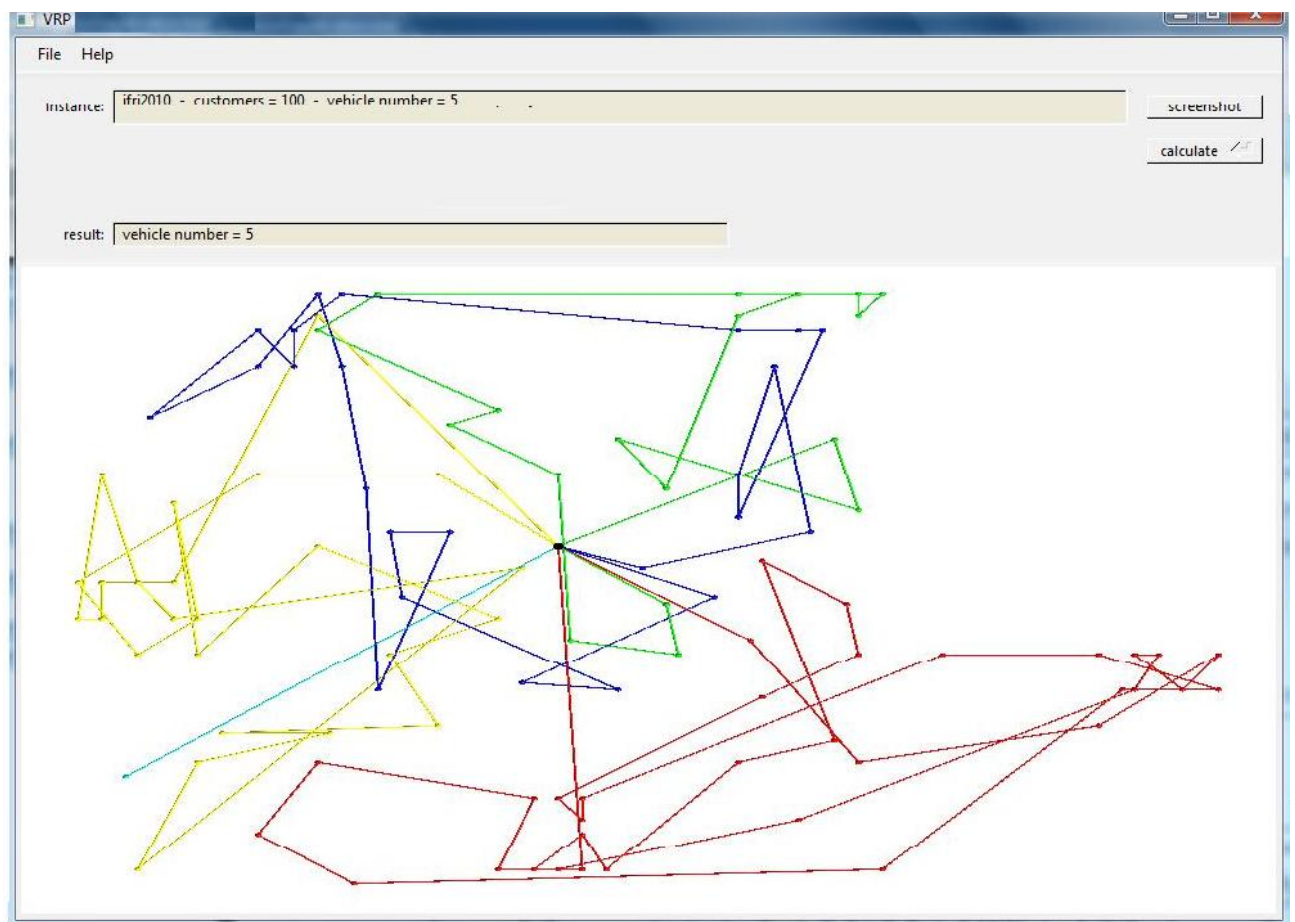 VRP
File Help
instance: ifri2010 - customers = 100 - vehicle number = 5
screenshot
calculate
result: vehicle number = 5